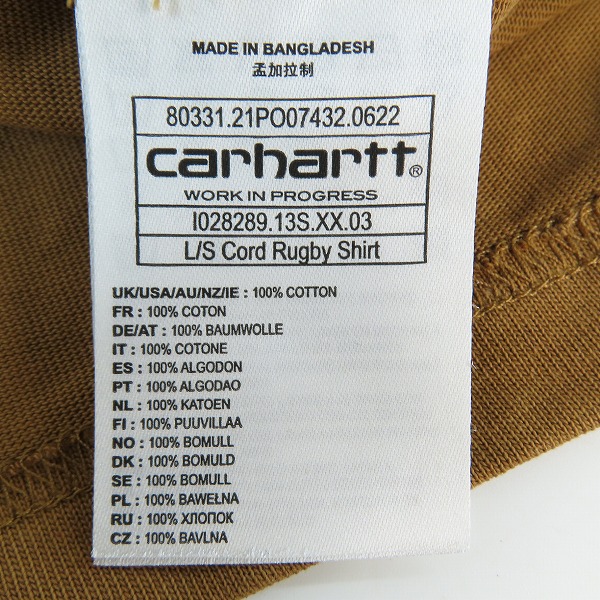 MADE IN BANGLADESH
孟加拉制
80331.21PO07432.0622
carhartt®
WORK IN PROGRESS
I028289.13S.XX.03
L/S Cord Rugby Shirt
UK/USA/AU/NZ/IE : 100% COTTON
FR : 100% COTON
DE/AT : 100% BAUMWOLLE
IT : 100% COTONE
ES : 100% ALGODON
PT : 100% ALGODAO
NL : 100% KATOEN
FI : 100% PUUVILLAA
NO : 100% BOMULL
DK : 100% BOMULD
SE : 100% BOMULL
PL : 100% BAWEŁNA
RU : 100% ХЛОПОК
CZ : 100% BAVLNA